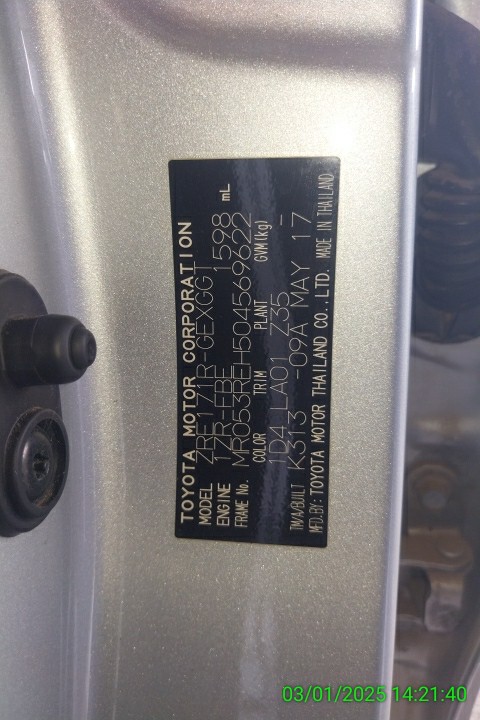 TOYOTA MOTOR CORPORATION
MODEL ZRE171R-GEXGGT
ENGINE 1ZR-FBE 1598 mL
FRAME No. MR053REH504569622
COLOR TRIM PLANT GVM(kg)
1D4 LA01 Z35 -
T/M/A/BUILT K313 -09A MAY 17
MFD.BY: TOYOTA MOTOR THAILAND CO., LTD. MADE IN THAILAND
03/01/2025 14:21:40